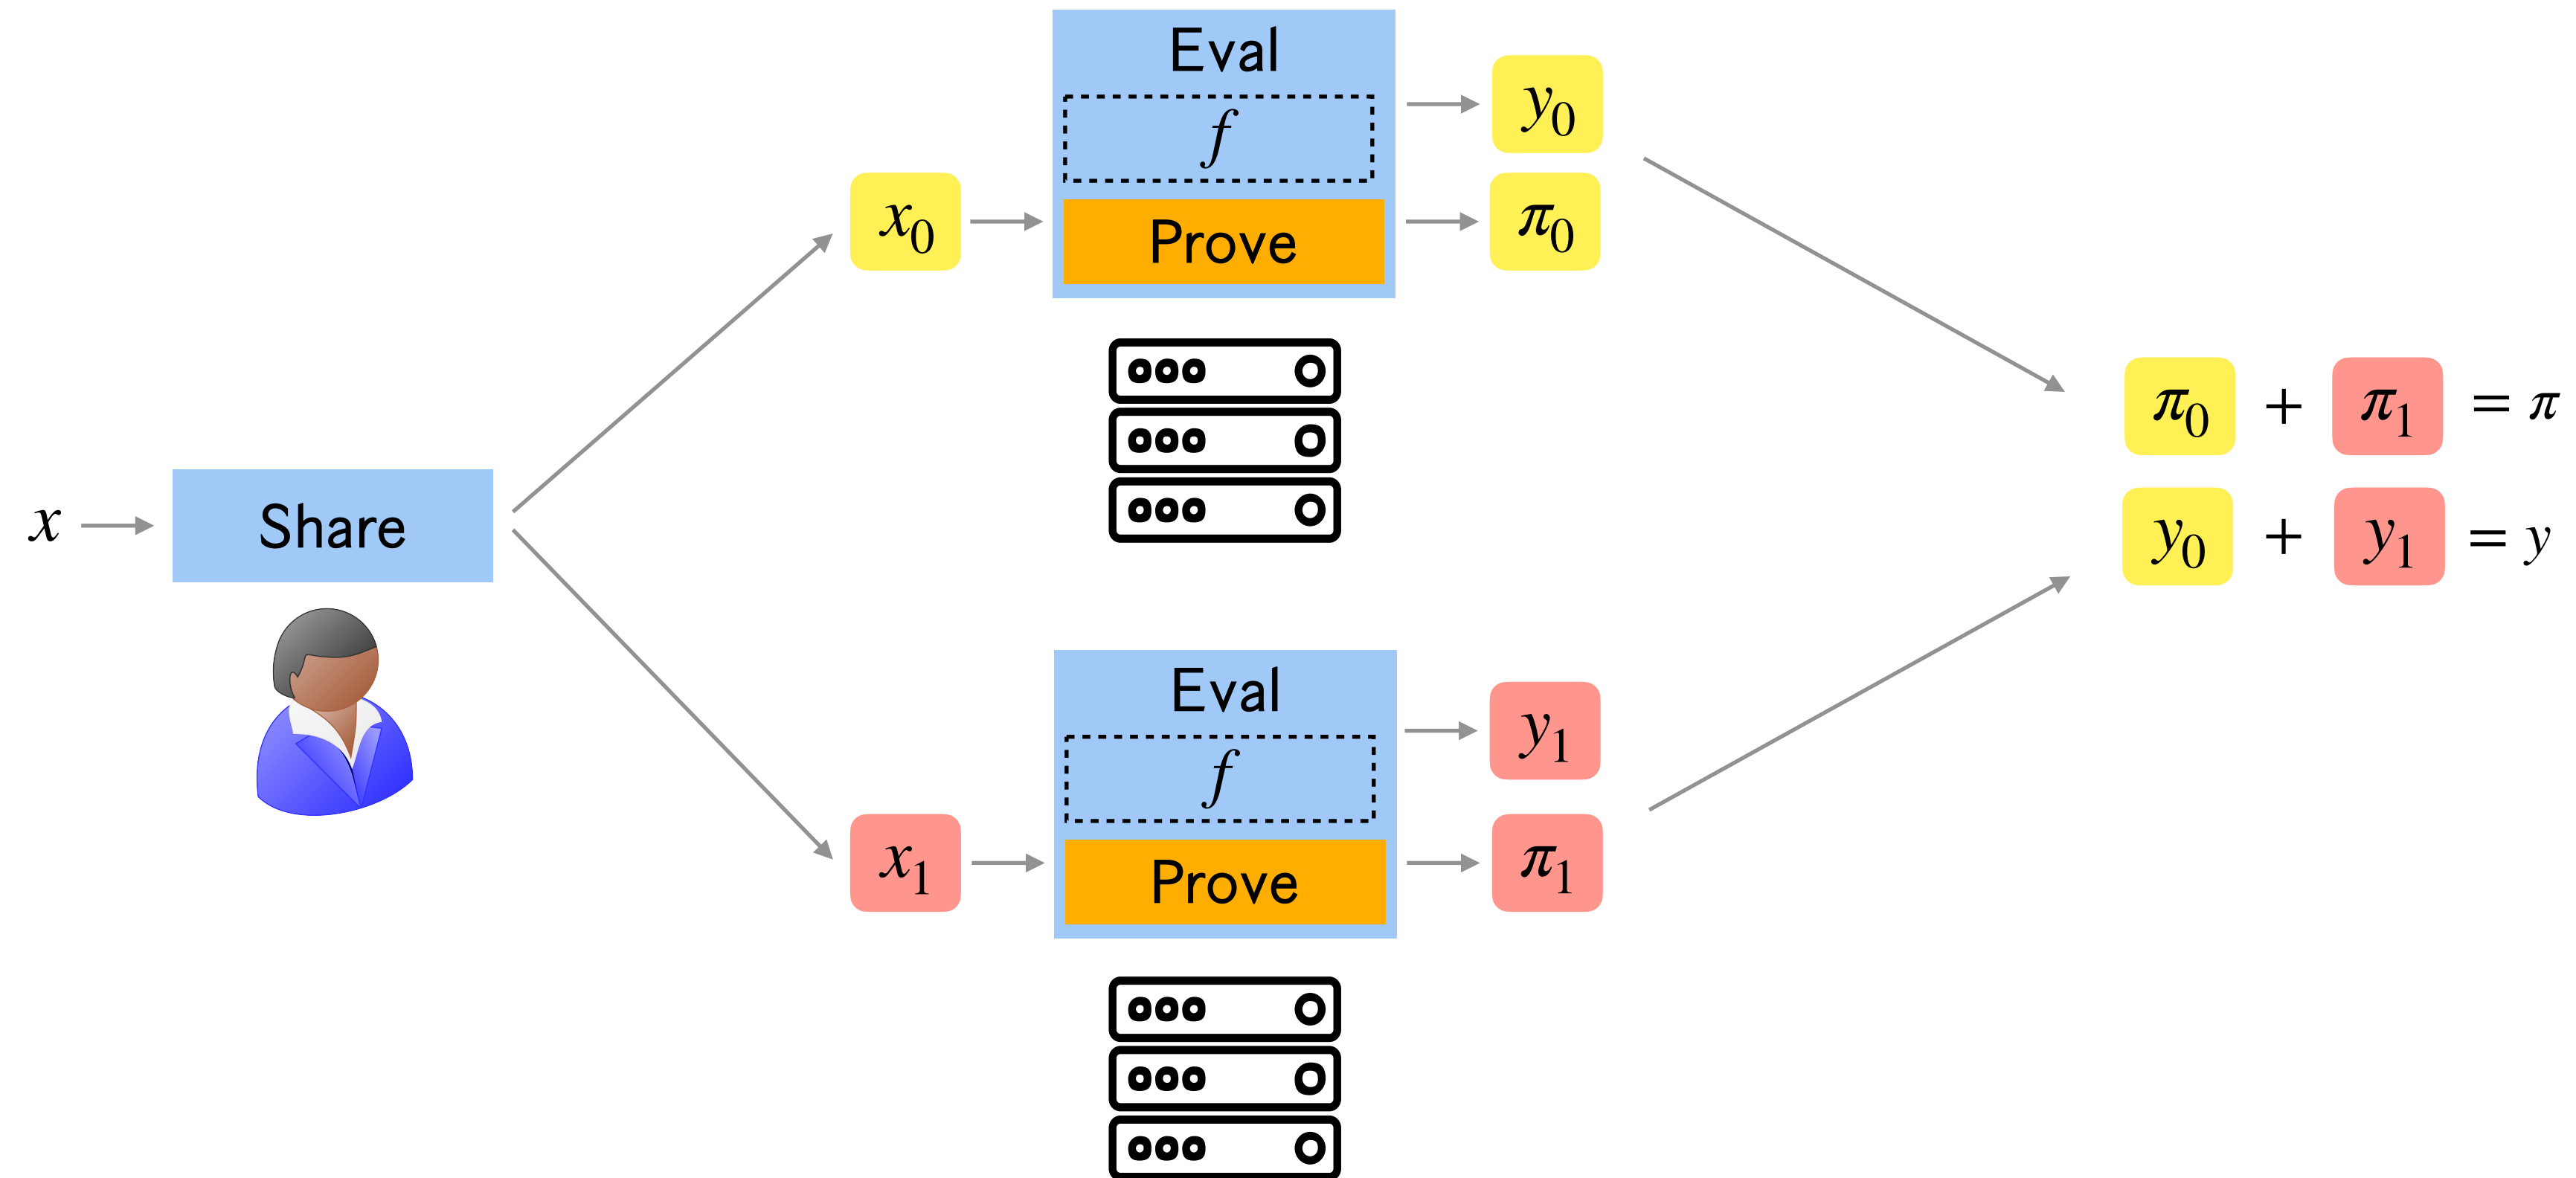 x
Share
x₀
Eval
f
Prove
y₀
π₀
x₁
Eval
f
Prove
y₁
π₁
π₀ + π₁ = π
y₀ + y₁ = y